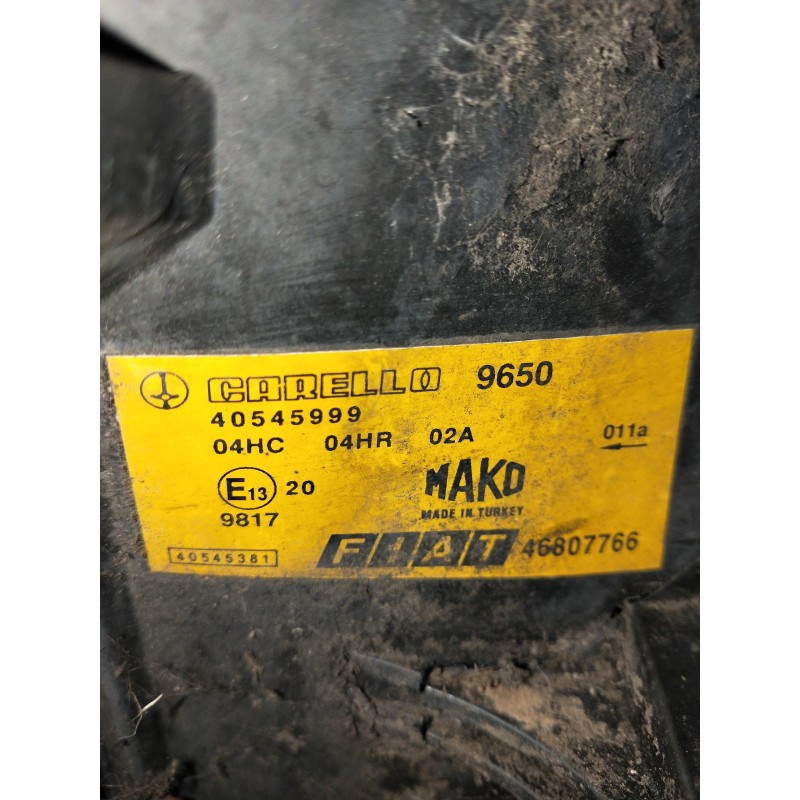 CARELLO 9650
40545999
04HC 04HR 02A 011a
E13 20
9817
MAKO
MADE IN TURKEY
40545381
FIAT 46807766